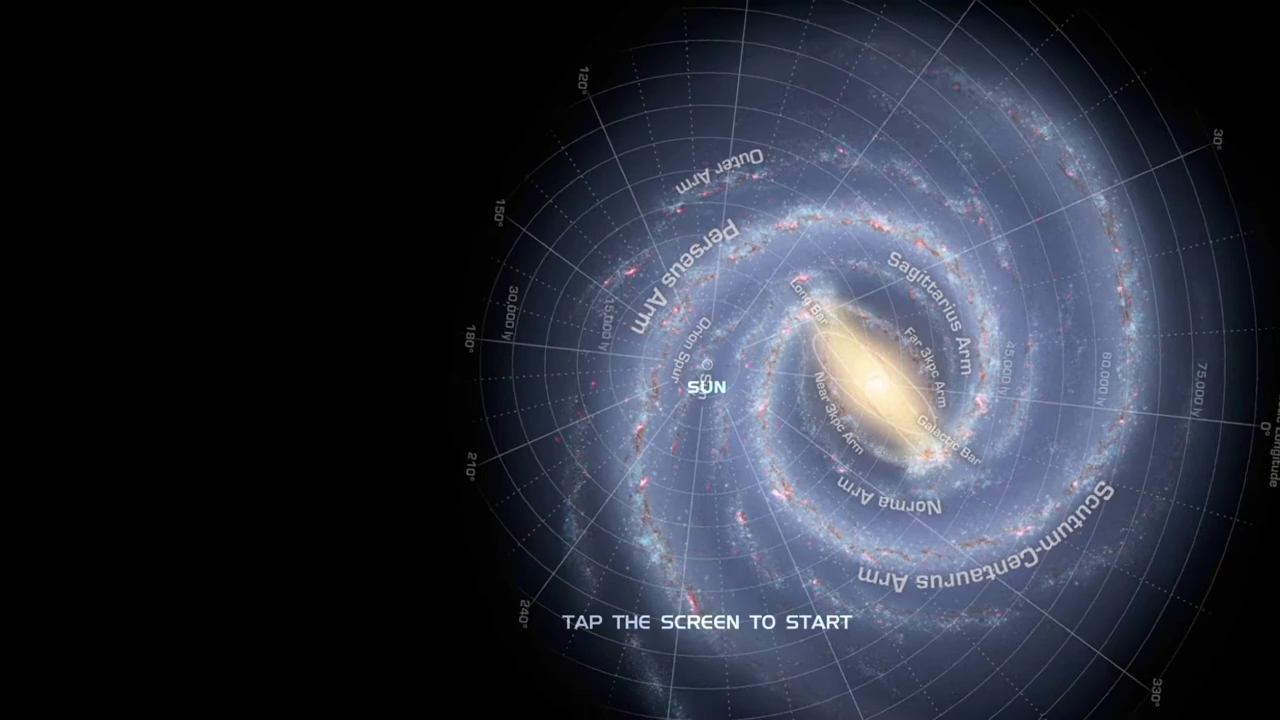 120°
30°
Outer Arm
150°
Perseus Arm
Sagittarius Arm
Long Bar
30,000 ly
15,000 ly
Orion Spur
Far 3kpc Arm
180°
45,000 ly
60,000 ly
75,000 ly
Sun
SUN
Near 3kpc Arm
Galactic Bar
0°
Longitude
210°
Norma Arm
Scutum-Centaurus Arm
240°
TAP THE SCREEN TO START
330°